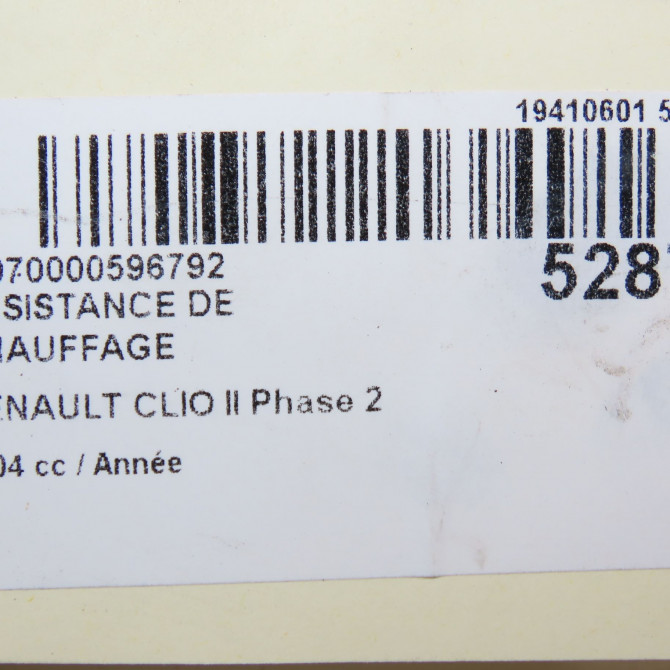 19410601 5
070000596792
528
SISTANCE DE
HAUFFAGE
ENAULT CLIO II Phase 2
04 cc / Année